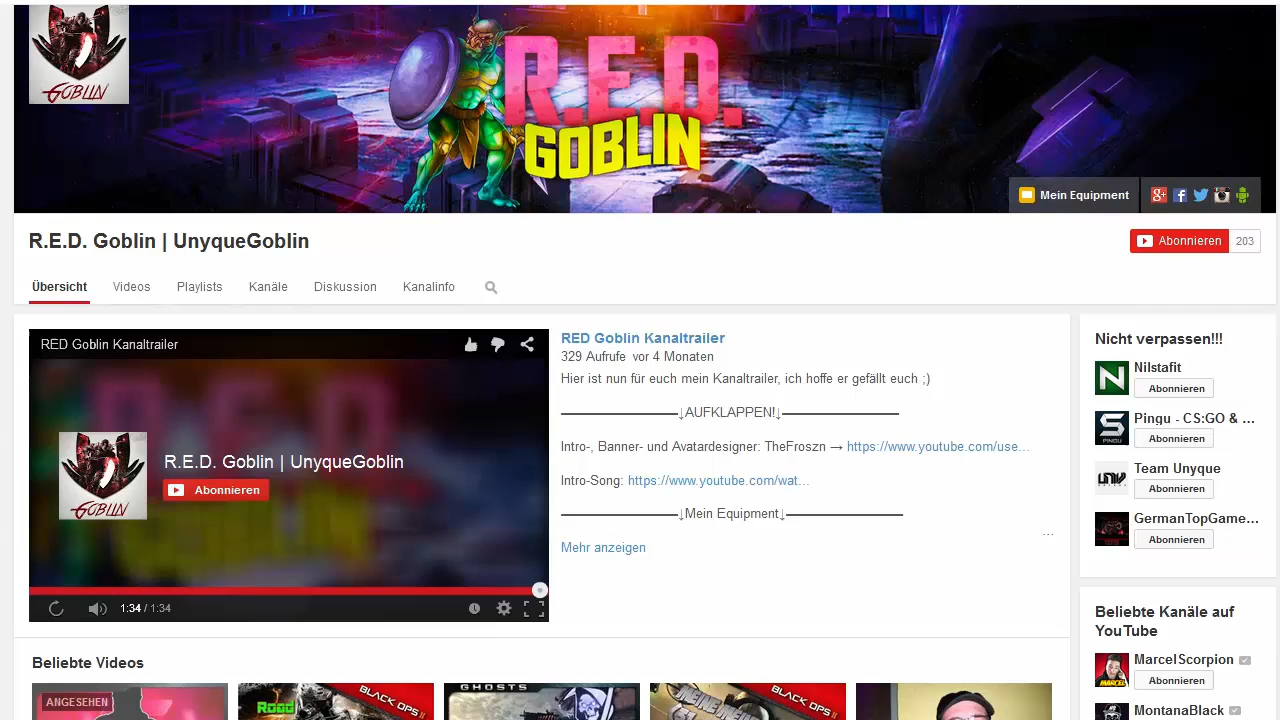 GOBLIN
R.E.D.
GOBLIN
Mein Equipment
R.E.D. Goblin | UnyqueGoblin
Abonnieren 203
Übersicht Videos Playlists Kanäle Diskussion Kanalinfo
RED Goblin Kanaltrailer
R.E.D. Goblin | UnyqueGoblin
Abonnieren
GOBLIN
1:34 / 1:34
RED Goblin Kanaltrailer
329 Aufrufe vor 4 Monaten
Hier ist nun für euch mein Kanaltrailer, ich hoffe er gefällt euch ;)
▬▬▬▬▬▬▬▬▬↓AUFKLAPPEN!↓▬▬▬▬▬▬▬▬▬
Intro-, Banner- und Avatardesigner: TheFroszn → https://www.youtube.com/use...
Intro-Song: https://www.youtube.com/wat...
▬▬▬▬▬▬▬▬▬↓Mein Equipment↓▬▬▬▬▬▬▬▬▬
...
Mehr anzeigen
Nicht verpassen!!!
Nilstafit
Abonnieren
Pingu - CS:GO & ...
Abonnieren
PINGU
Team Unyque
Abonnieren
GermanTopGame...
Abonnieren
Beliebte Kanäle auf
YouTube
MarcelScorpion
Abonnieren
MARCEL
MontanaBlack
Beliebte Videos
ANGESEHEN
Road
BLACK OPS II
GHOSTS
BLACK OPS II